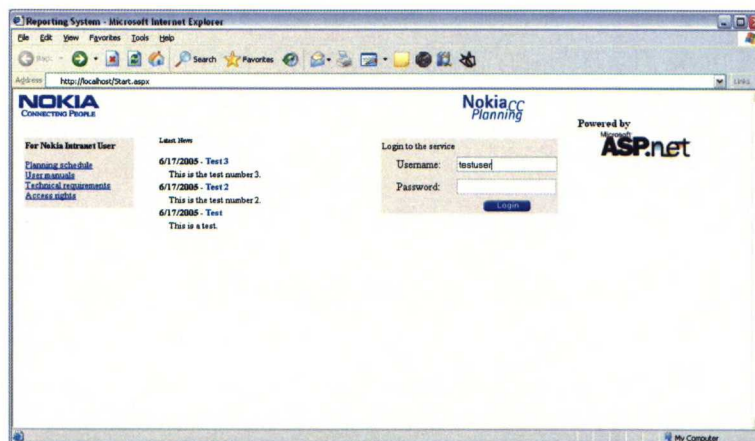 Reporting System - Microsoft Internet Explorer
File Edit View Favorites Tools Help
Back Search Favorites
Address http://localhost/Start.aspx Links
NOKIA
CONNECTING PEOPLE
Nokia CC
Planning
Powered by
Microsoft
ASP.net
For Nokia Intranet User
Planning schedule
User manuals
Technical requirements
Access rights
Latest News
6/17/2005 - Test 3
This is the test number 3.
6/17/2005 - Test 2
This is the test number 2.
6/17/2005 - Test
This is a test.
Login to the service
Username: testuser
Password:
Login
My Computer